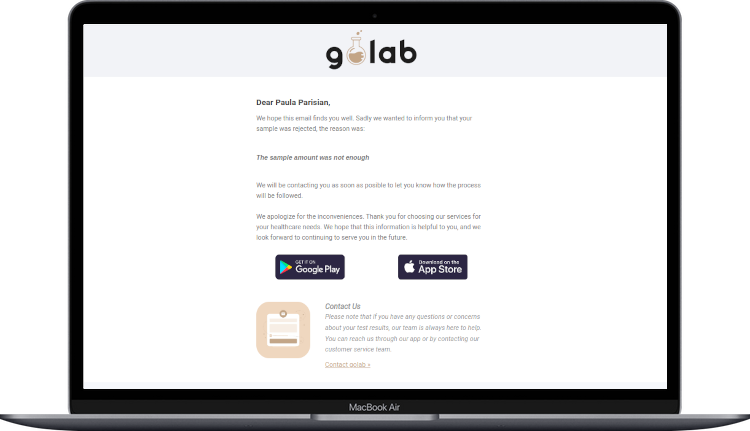 golab
Dear Paula Parisian,
We hope this email finds you well. Sadly we wanted to inform you that your
sample was rejected, the reason was:
The sample amount was not enough
We will be contacting you as soon as posible to let you know how the process
will be followed.
We apologize for the inconveniences. Thank you for choosing our services for
your healthcare needs. We hope that this information is helpful to you, and we
look forward to continuing to serve you in the future.
GET IT ON
Google Play
Download on the
App Store
Contact Us
Please note that if you have any questions or concerns
about your test results, our team is always here to help.
You can reach us through our app or by contacting our
customer service team.
Contact golab »
MacBook Air